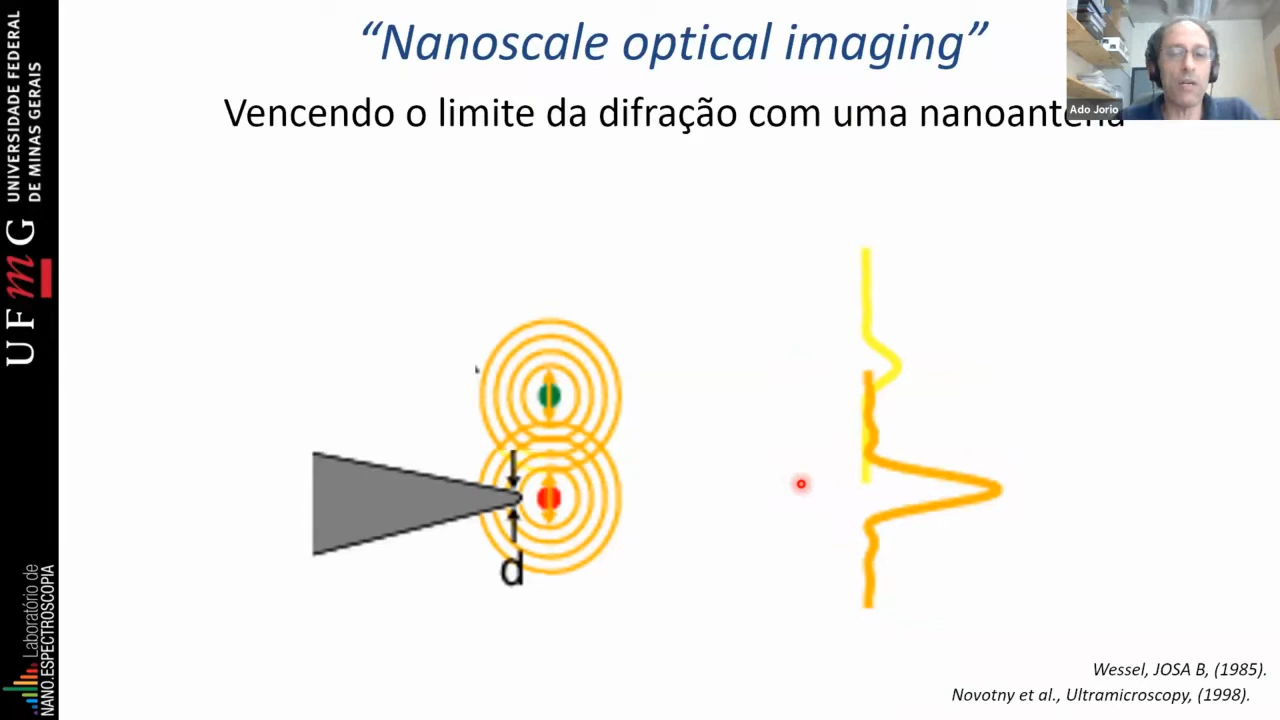 “Nanoscale optical imaging”
Vencendo o limite da difração com uma nanoantena
Ado Jorio
UNIVERSIDADE FEDERAL
DE MINAS GERAIS
UFmG
d
Laboratório de
NANO.ESPECTROSCOPIA
Wessel, JOSA B, (1985).
Novotny et al., Ultramicroscopy, (1998).